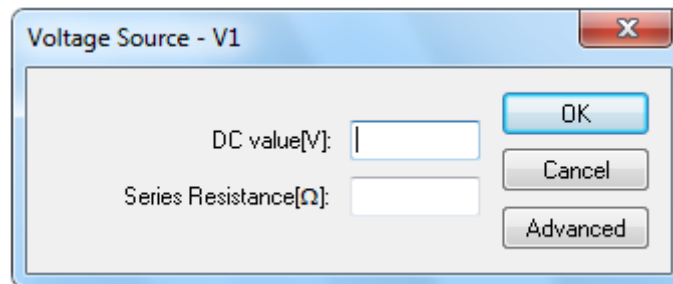 Voltage Source - V1
DC value[V]:
Series Resistance[Ω]:
OK
Cancel
Advanced